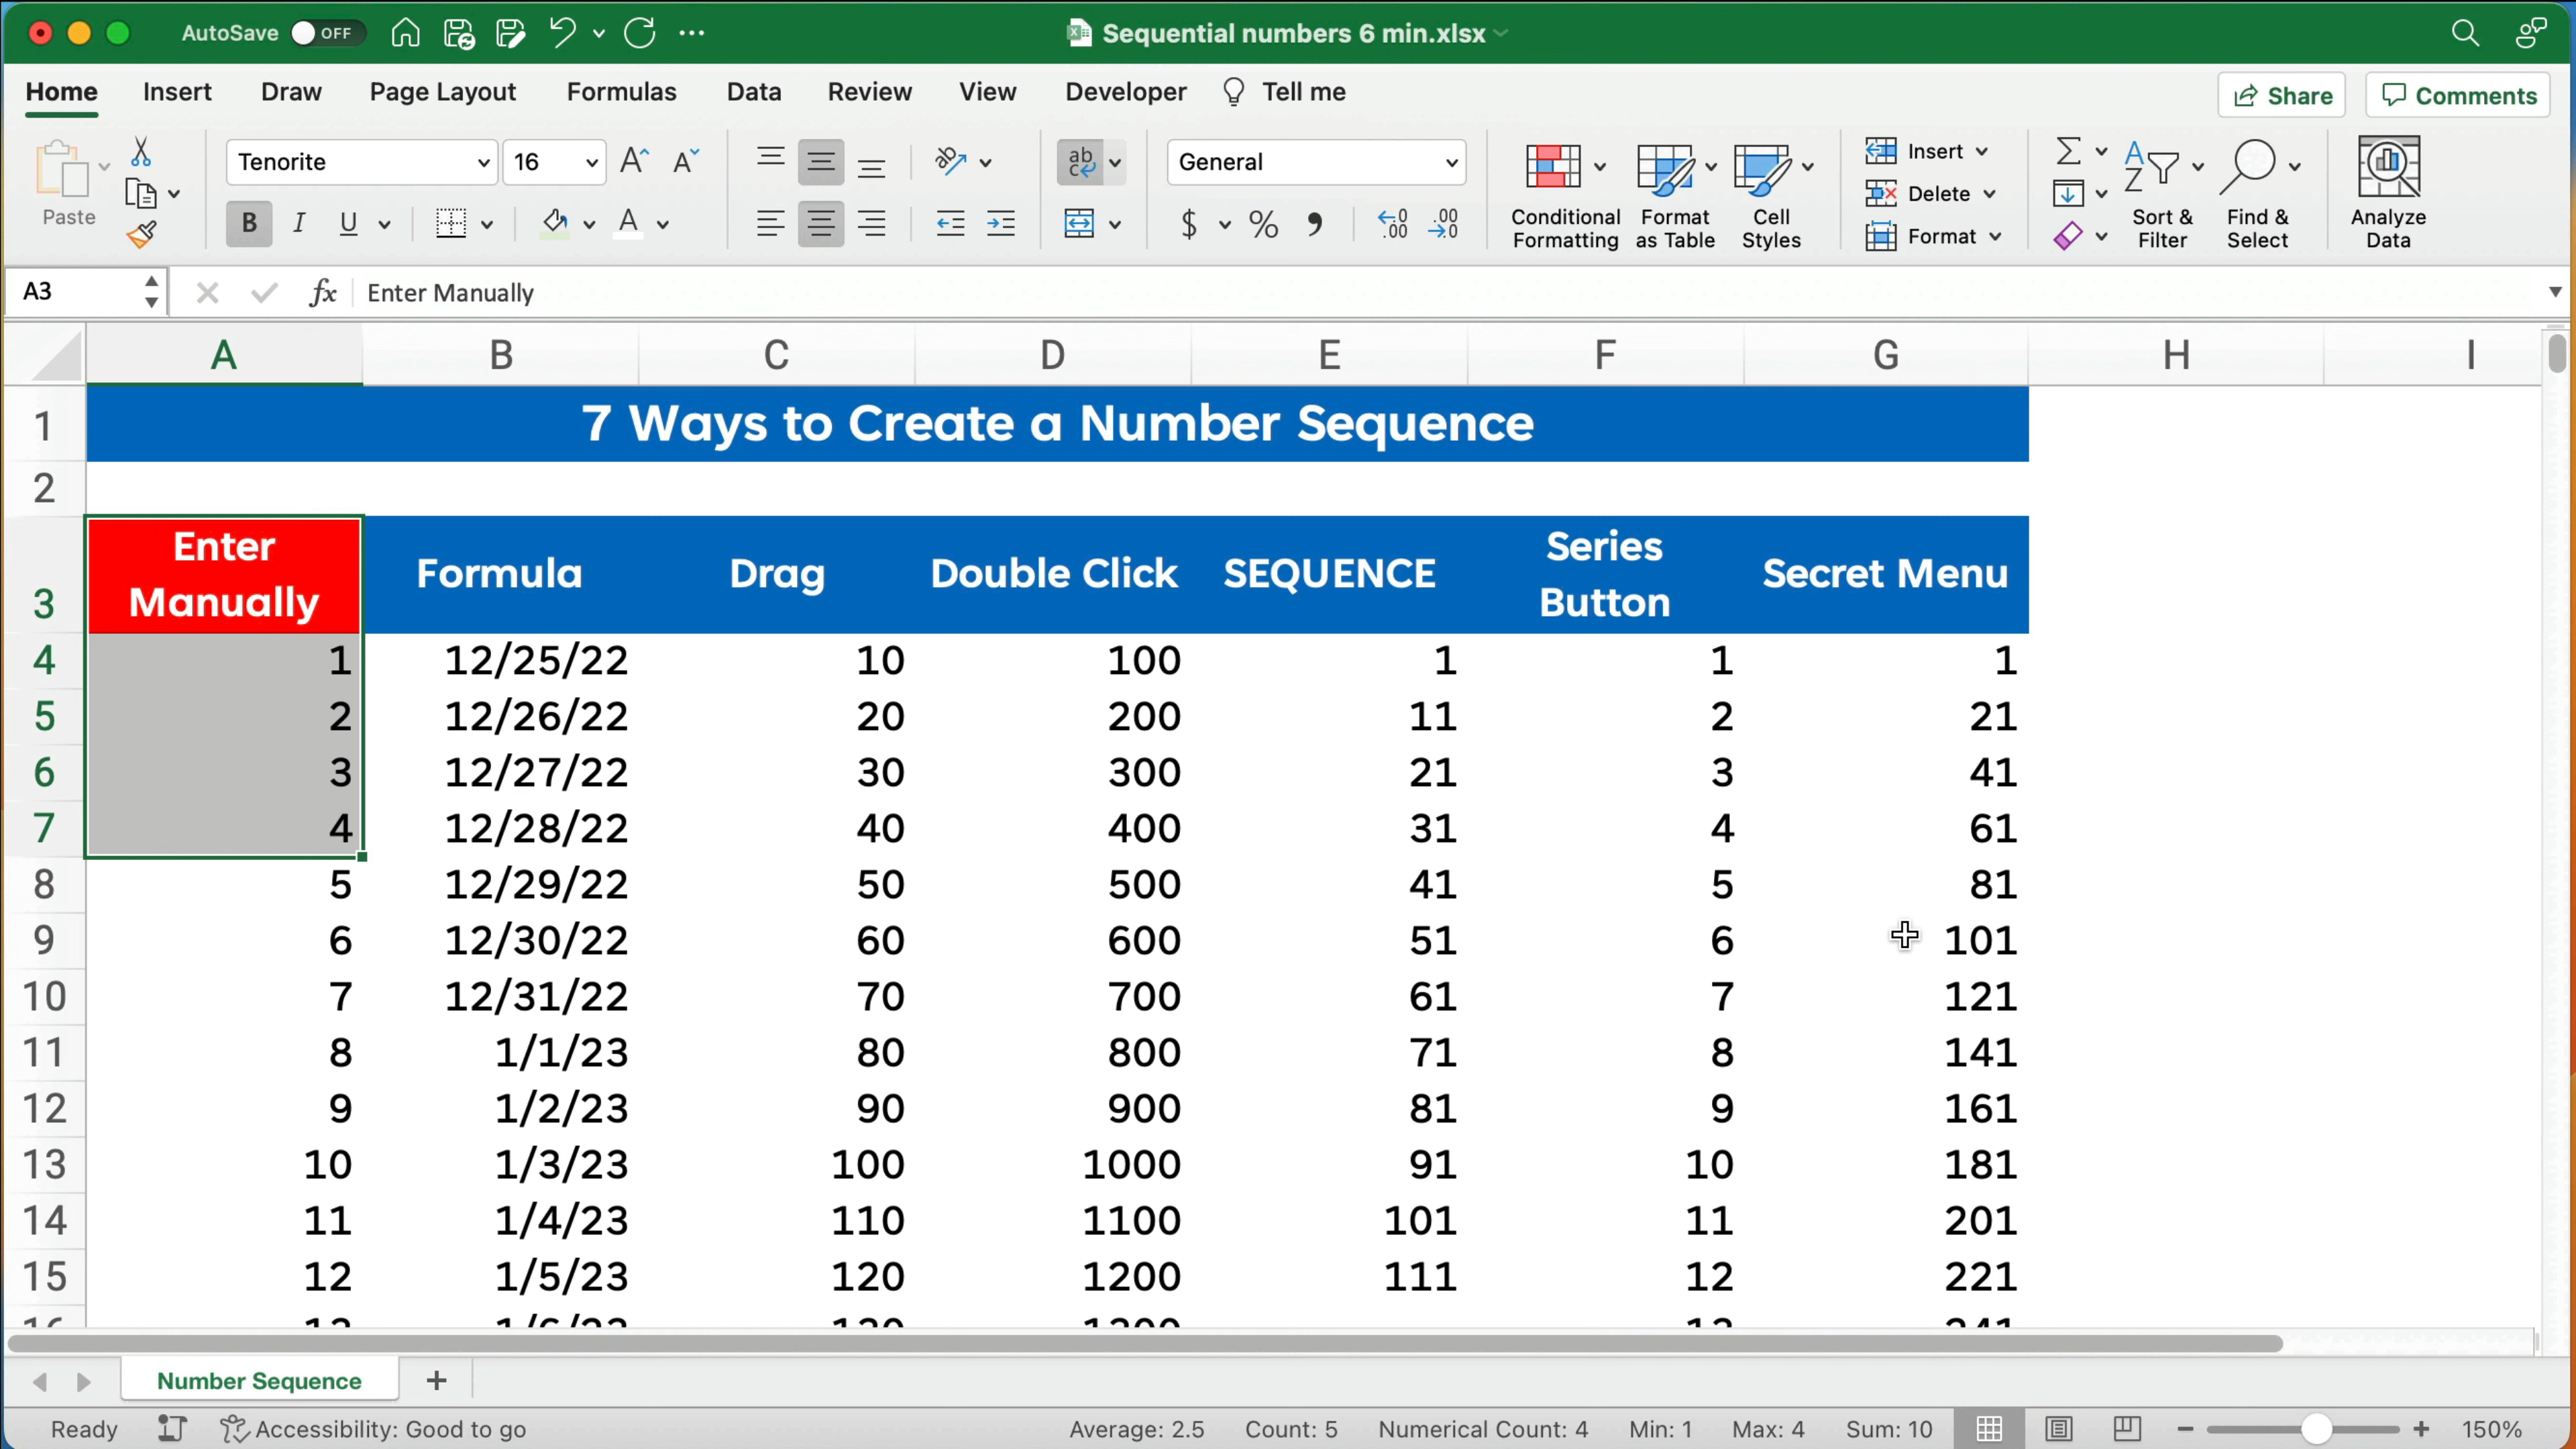 AutoSave OFF Sequential numbers 6 min.xlsx
Home Insert Draw Page Layout Formulas Data Review View Developer Tell me Share Comments
Paste Tenorite 16 General Conditional Formatting Format as Table Cell Styles Insert Delete Format Sort & Filter Find & Select Analyze Data
A3 fx Enter Manually
A B C D E F G H I
1 7 Ways to Create a Number Sequence
2
3 Enter Manually Formula Drag Double Click SEQUENCE Series Button Secret Menu
4 1 12/25/22 10 100 1 1 1
5 2 12/26/22 20 200 11 2 21
6 3 12/27/22 30 300 21 3 41
7 4 12/28/22 40 400 31 4 61
8 5 12/29/22 50 500 41 5 81
9 6 12/30/22 60 600 51 6 101
10 7 12/31/22 70 700 61 7 121
11 8 1/1/23 80 800 71 8 141
12 9 1/2/23 90 900 81 9 161
13 10 1/3/23 100 1000 91 10 181
14 11 1/4/23 110 1100 101 11 201
15 12 1/5/23 120 1200 111 12 221
Number Sequence
Ready Accessibility: Good to go Average: 2.5 Count: 5 Numerical Count: 4 Min: 1 Max: 4 Sum: 10 150%